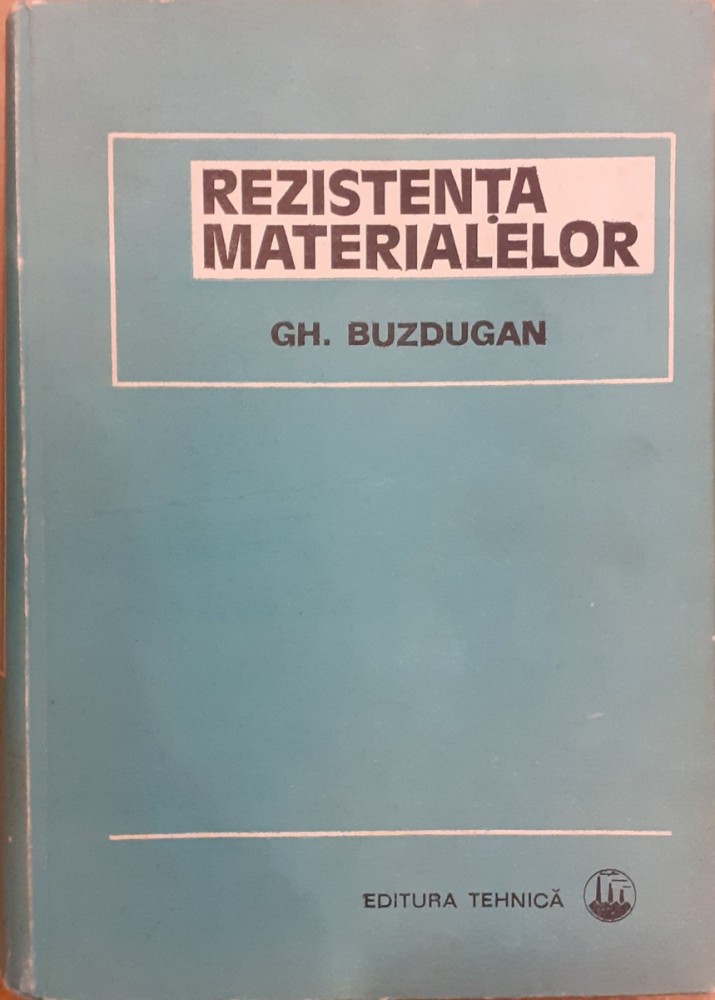 REZISTENȚA
MATERIALELOR
GH. BUZDUGAN
EDITURA TEHNICĂ